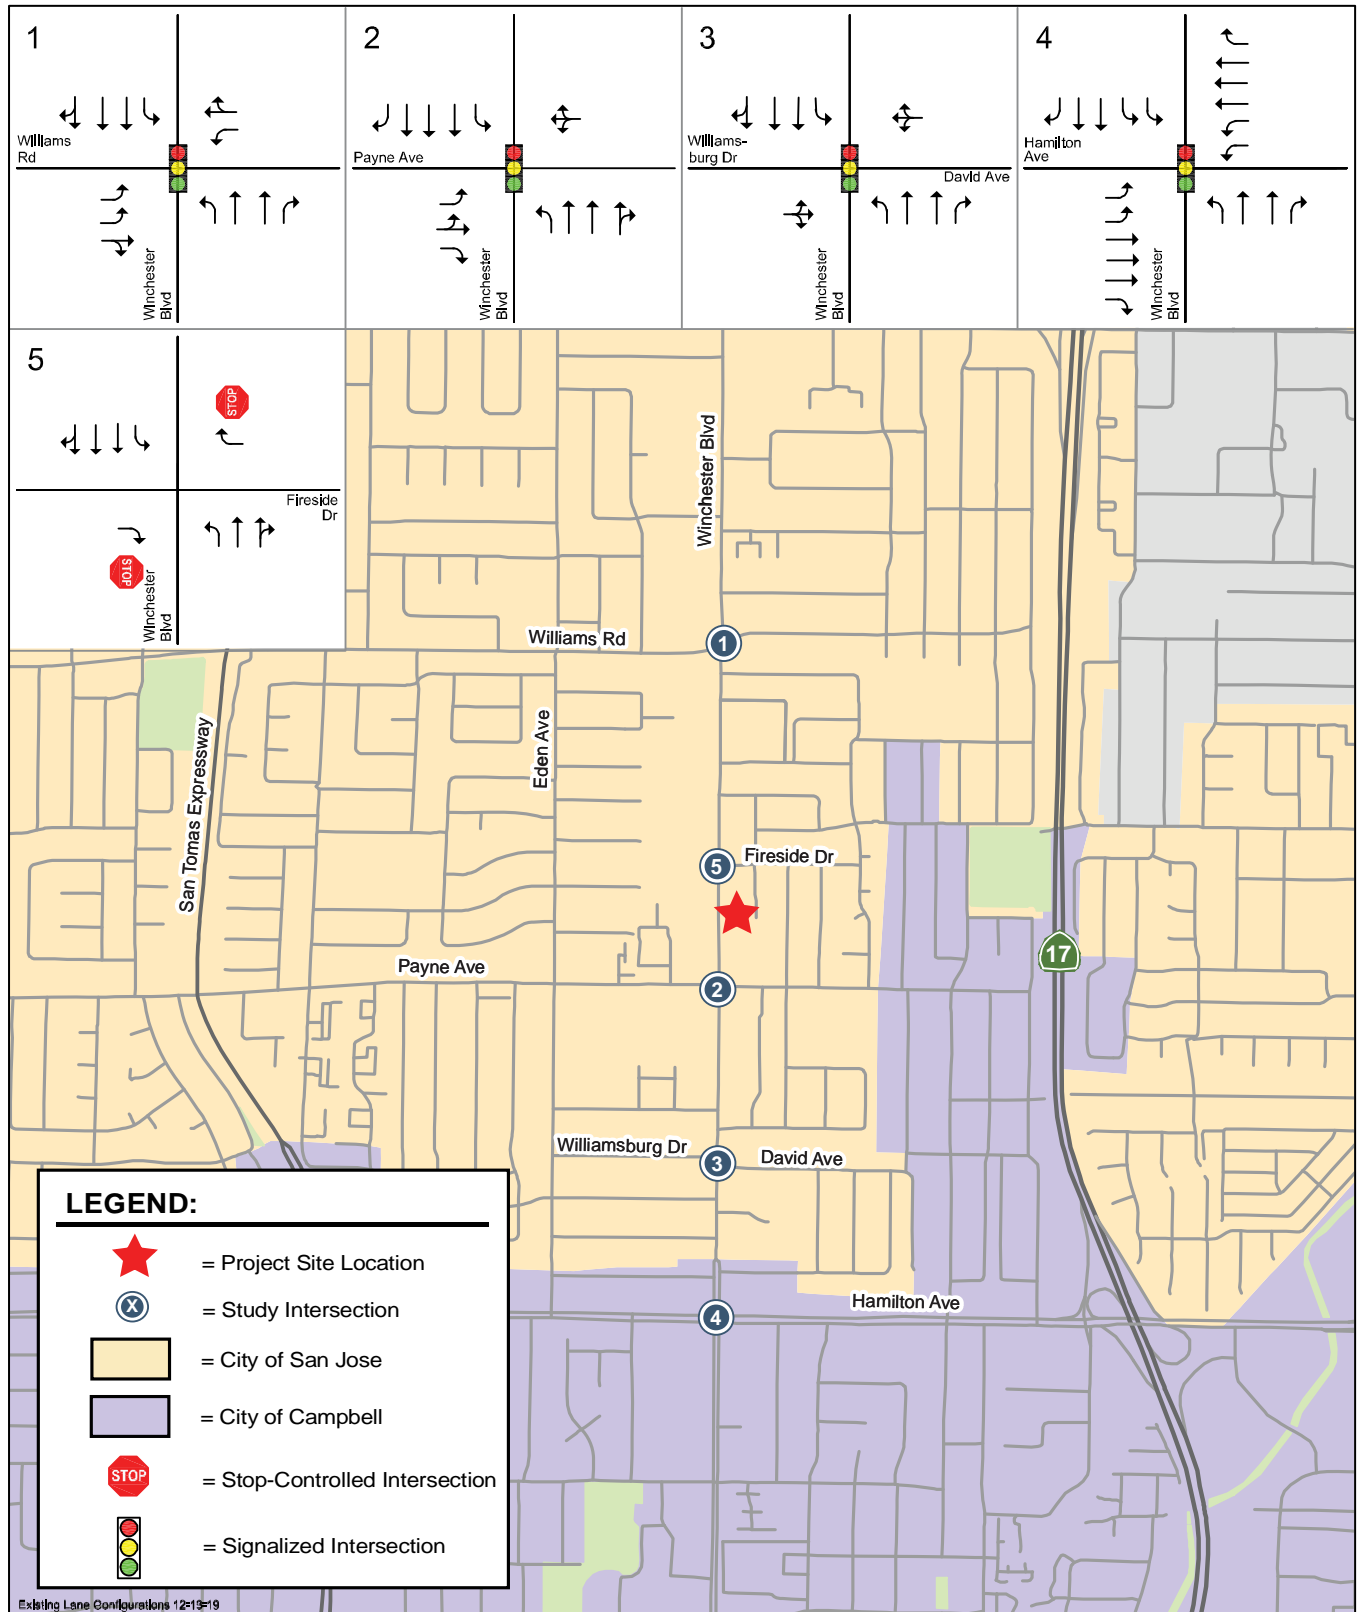 1
Williams
Rd
Winchester
Blvd
2
Payne Ave
Winchester
Blvd
3
Williams-
burg Dr
David Ave
Winchester
Blvd
4
Hamilton
Ave
Winchester
Blvd
5
STOP
Fireside
Dr
STOP
Winchester
Blvd
Winchester Blvd
Williams Rd
1
San Tomas Expressway
Eden Ave
5
Fireside Dr
17
Payne Ave
2
Williamsburg Dr
3
David Ave
Hamilton Ave
4
LEGEND:
= Project Site Location
X
= Study Intersection
= City of San Jose
= City of Campbell
STOP
= Stop-Controlled Intersection
= Signalized Intersection
Existing Lane Configurations 12-13-19